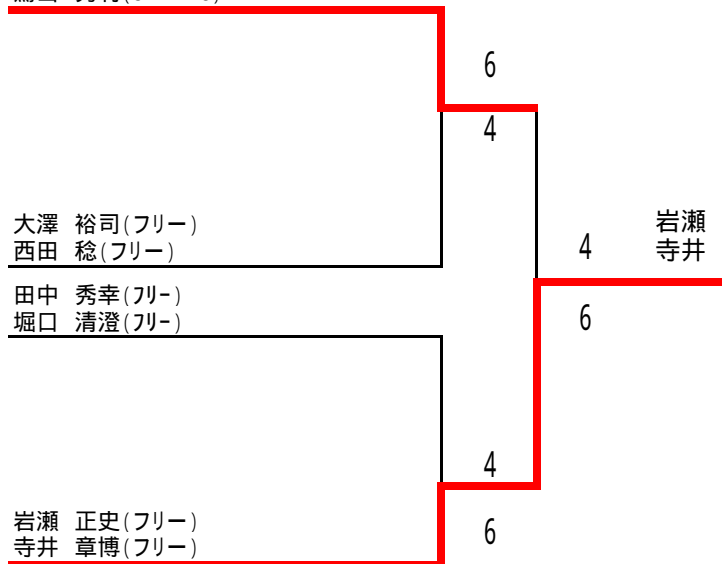 6
4
大澤 裕司(フリー)
西田 稔(フリー)
岩瀬
寺井
4
田中 秀幸(フリー)
堀口 清澄(フリー)
6
4
岩瀬 正史(フリー)
寺井 章博(フリー)
6